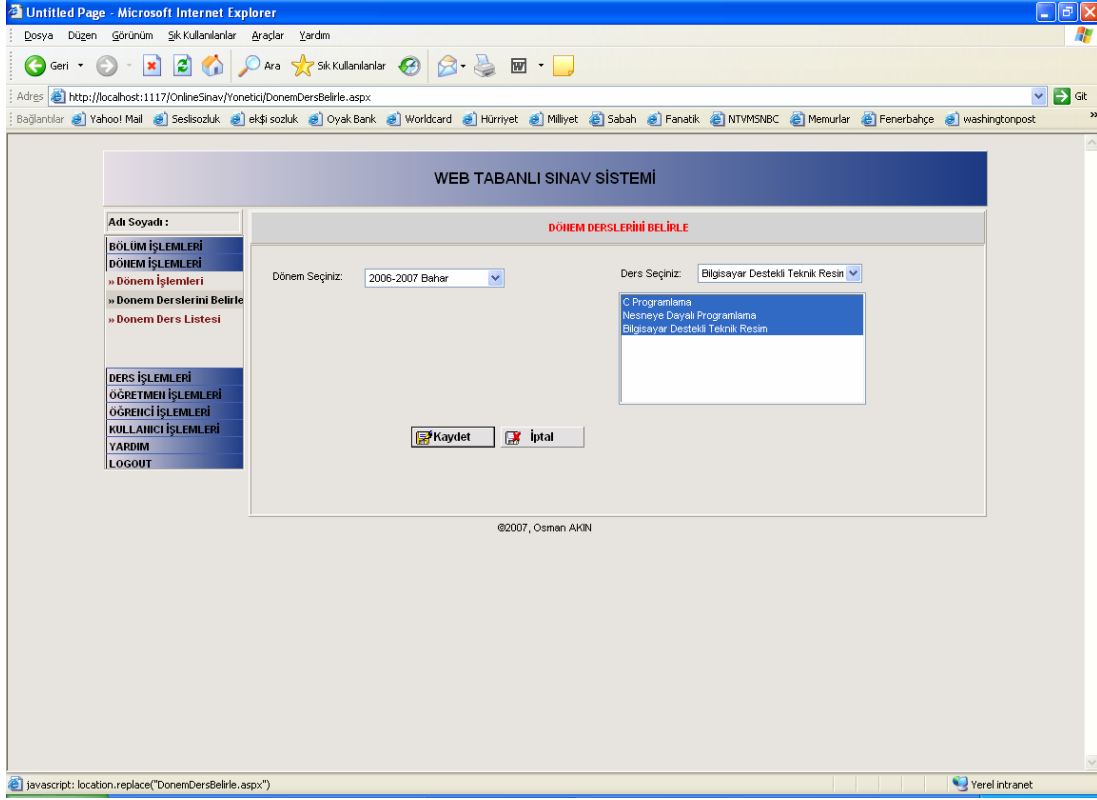 Untitled Page - Microsoft Internet Explorer
Dosya Düzen Görünüm Sık Kullanılanlar Araçlar Yardım
Geri Ara Sık Kullanılanlar
Adres http://localhost:1117/OnlineSinav/Yonetici/DonemDersBelirle.aspx Git
Bağlantılar Yahoo! Mail Seslisozluk ek$i sozluk Oyak Bank Worldcard Hürriyet Milliyet Sabah Fanatik NTVMSNBC Memurlar Fenerbahçe washingtonpost »
WEB TABANLI SINAV SİSTEMİ
Adı Soyadı :
DÖNEM DERSLERİNİ BELİRLE
BÖLÜM İŞLEMLERİ
DÖNEM İŞLEMLERİ
» Dönem İşlemleri
» Donem Derslerini Belirle
» Donem Ders Listesi
DERS İŞLEMLERİ
ÖĞRETMEN İŞLEMLERİ
ÖĞRENCİ İŞLEMLERİ
KULLANICI İŞLEMLERİ
YARDIM
LOGOUT
Dönem Seçiniz: 2006-2007 Bahar
Ders Seçiniz: Bilgisayar Destekli Teknik Resin
C Programlama
Nesneye Dayalı Programlama
Bilgisayar Destekli Teknik Resim
Kaydet İptal
©2007, Osman AKIN
javascript: location.replace("DonemDersBelirle.aspx") Yerel intranet